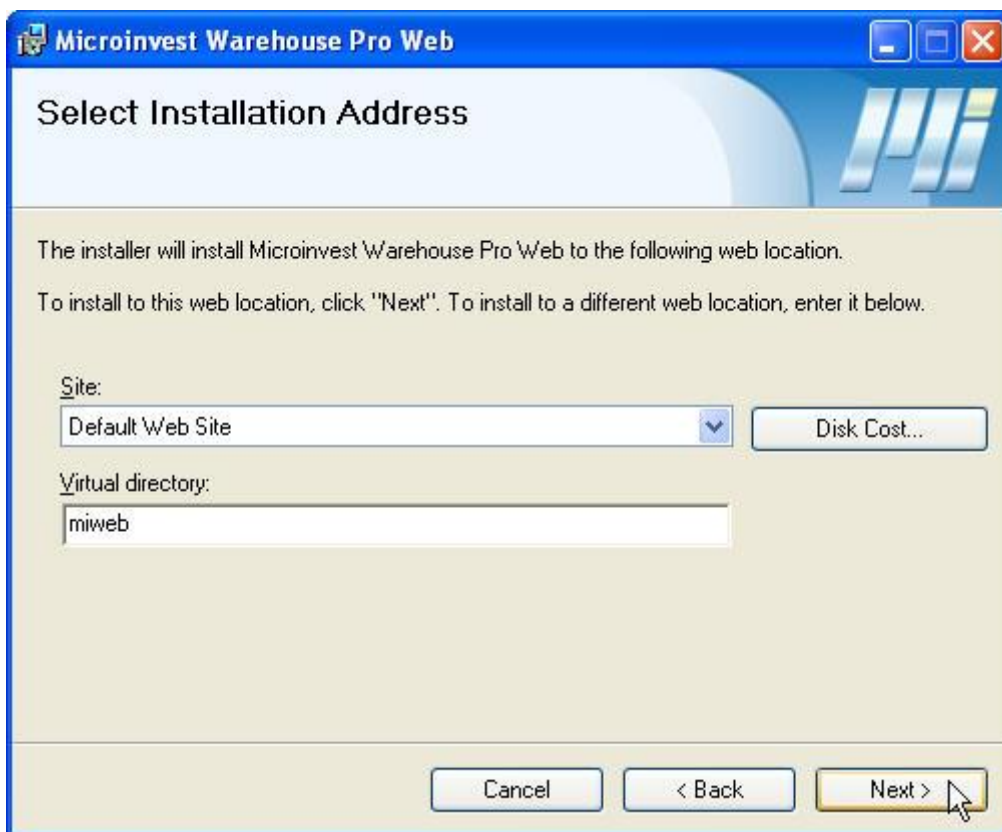 Microinvest Warehouse Pro Web
Select Installation Address
Mi
The installer will install Microinvest Warehouse Pro Web to the following web location.
To install to this web location, click "Next". To install to a different web location, enter it below.
Site:
Default Web Site
Disk Cost...
Virtual directory:
miweb
Cancel
< Back
Next >